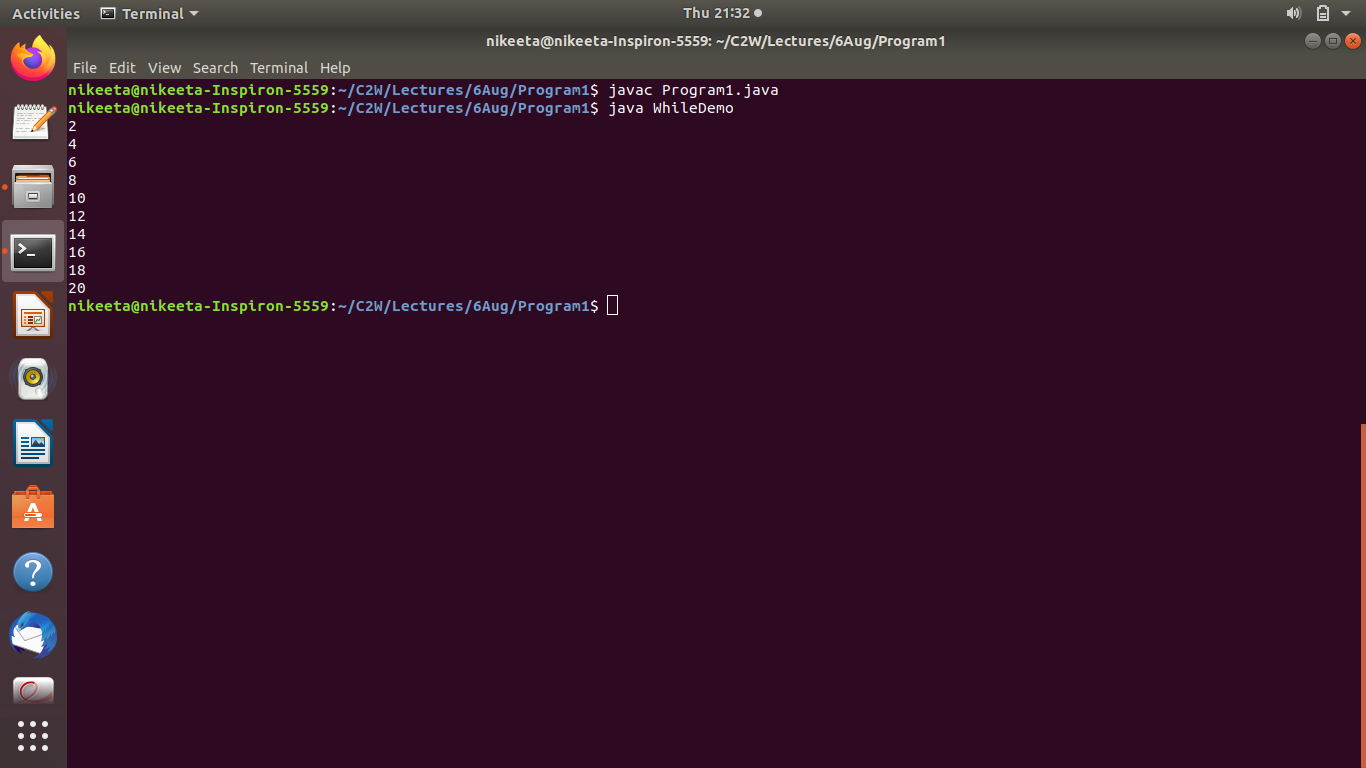 Activities Terminal Thu 21:32
nikeeta@nikeeta-Inspiron-5559: ~/C2W/Lectures/6Aug/Program1
File Edit View Search Terminal Help
nikeeta@nikeeta-Inspiron-5559:~/C2W/Lectures/6Aug/Program1$ javac Program1.java
nikeeta@nikeeta-Inspiron-5559:~/C2W/Lectures/6Aug/Program1$ java WhileDemo
2
4
6
8
10
12
14
16
18
20
nikeeta@nikeeta-Inspiron-5559:~/C2W/Lectures/6Aug/Program1$